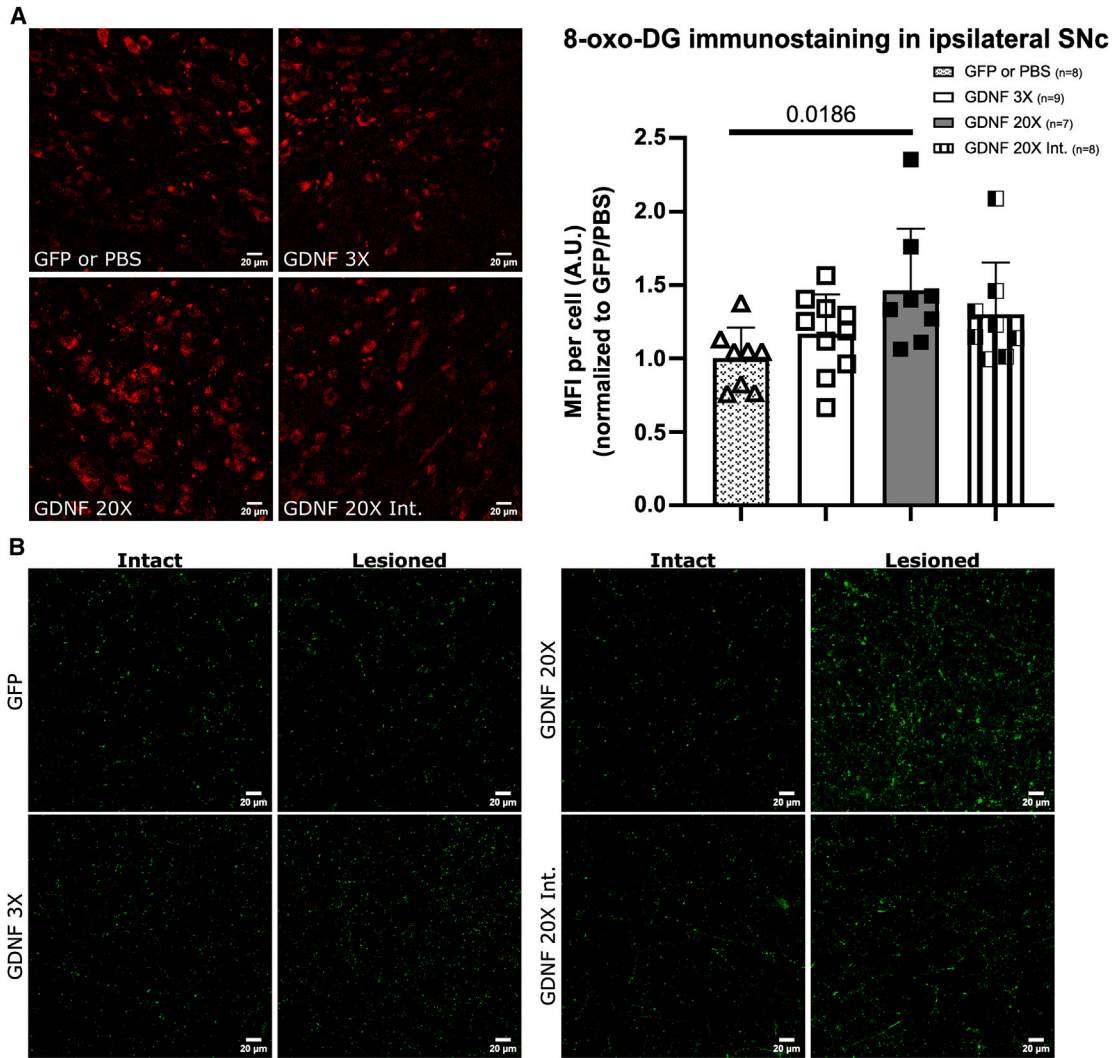 A
GFP or PBS
20 µm
GDNF 3X
20 µm
GDNF 20X
20 µm
GDNF 20X Int.
20 µm
8-oxo-DG immunostaining in ipsilateral SNc
GFP or PBS (n=8)
GDNF 3X (n=9)
GDNF 20X (n=7)
GDNF 20X Int. (n=8)
0.0186
MFI per cell (A.U.)
(normalized to GFP/PBS)
2.5
2.0
1.5
1.0
0.5
0.0
B
Intact
Lesioned
Intact
Lesioned
GFP
20 µm
20 µm
GDNF 20X
20 µm
20 µm
GDNF 3X
20 µm
20 µm
GDNF 20X Int.
20 µm
20 µm